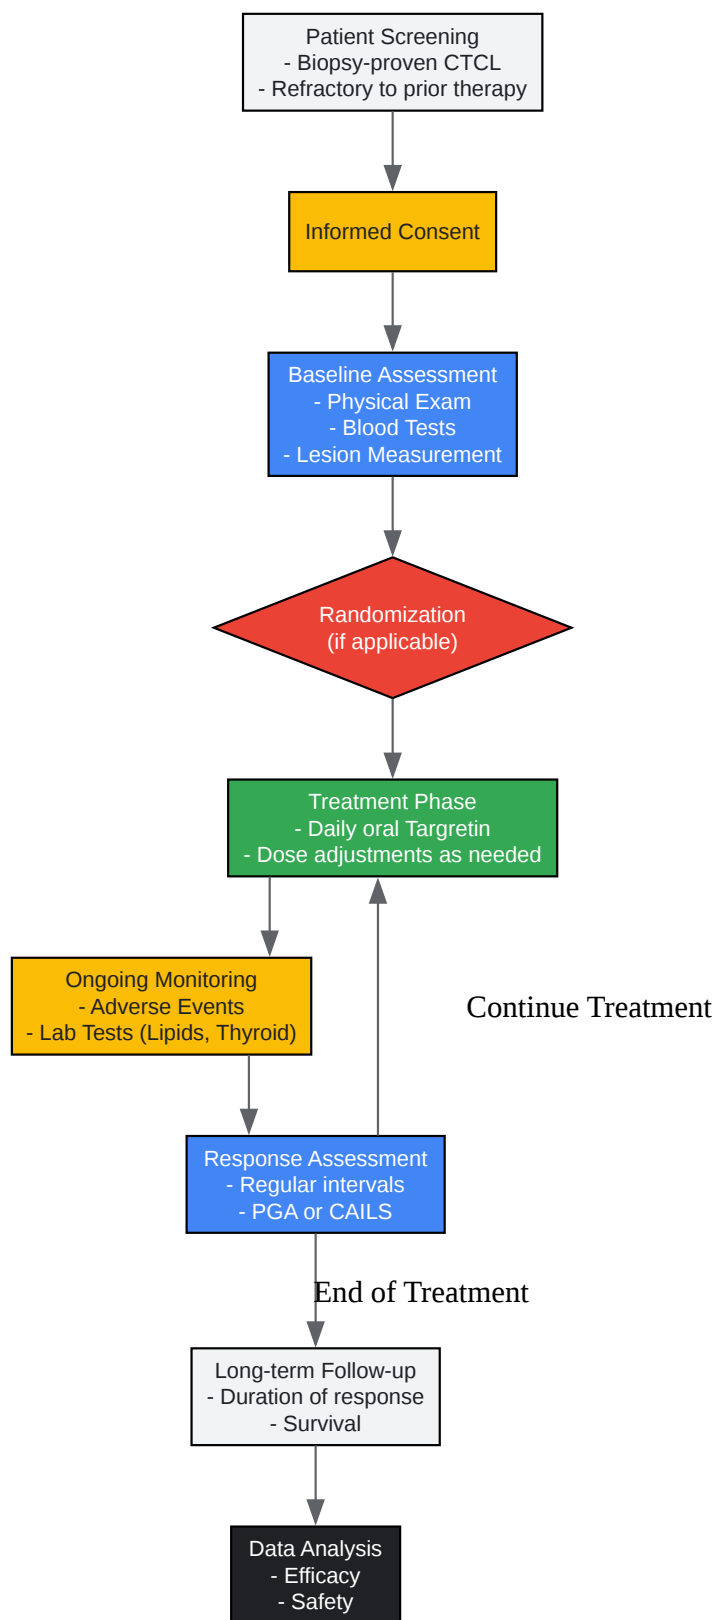 Patient Screening
- Biopsy-proven CTCL
- Refractory to prior therapy
Informed Consent
Baseline Assessment
- Physical Exam
- Blood Tests
- Lesion Measurement
Randomization
(if applicable)
Treatment Phase
- Daily oral Targretin
- Dose adjustments as needed
Ongoing Monitoring
- Adverse Events
- Lab Tests (Lipids, Thyroid)
Continue Treatment
Response Assessment
- Regular intervals
- PGA or CAILS
End of Treatment
Long-term Follow-up
- Duration of response
- Survival
Data Analysis
- Efficacy
- Safety